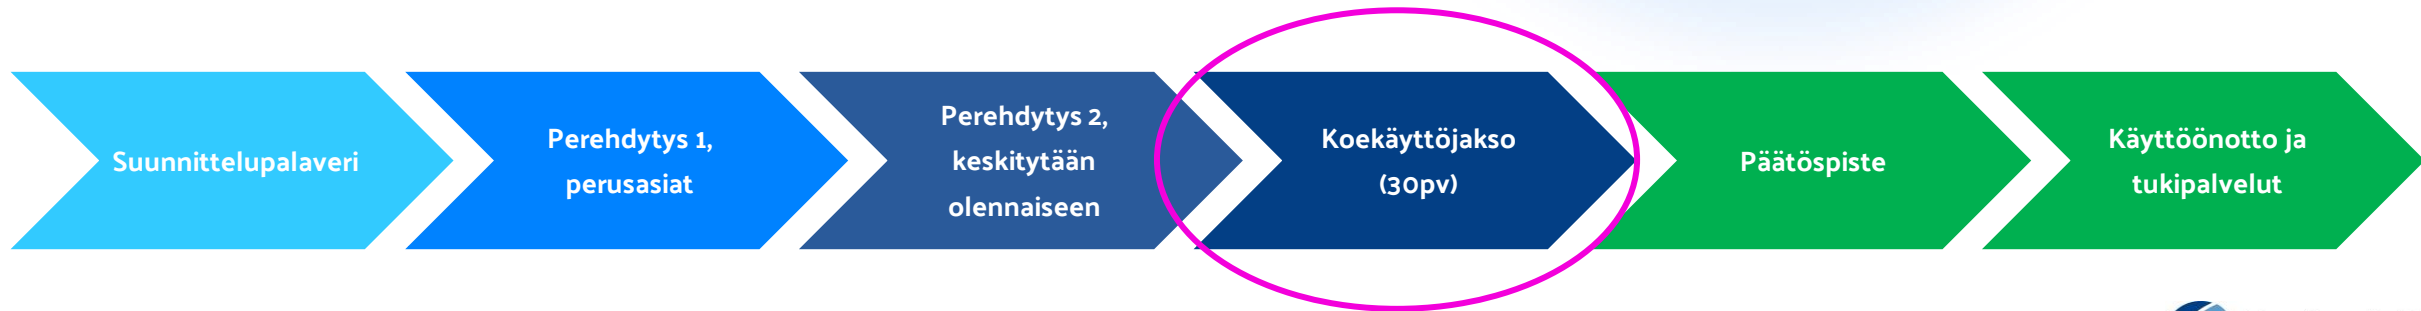 Suunnittelupalaveri
Perehdytys 1,
perusasiat
Perehdytys 2,
keskitytään
olennaiseen
Koekäyttöjakso
(30pv)
Päätöspiste
Käyttöönotto ja
tukipalvelut